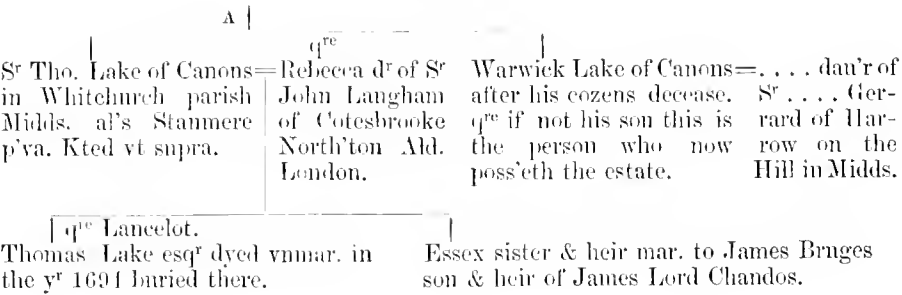 A
qre
Sr Tho. Lake of Canons=Rebecca dr of Sr
in Whitchurch parish John Langham
Midds. al's Stanmere of Cotesbrooke
p'va. Kted vt supra. North'ton Ald.
London.
Warwick Lake of Canons=. . . . dau'r of
after his cozens decease. Sr . . . . Ger-
qre if not his son this is rard of Har-
the person who now row on the
poss'eth the estate. Hill in Midds.
qre Lancelot.
Thomas Lake esqr dyed vnmar. in
the yr 1694 buried there.
Essex sister & heir mar. to James Bruges
son & heir of James Lord Chandos.